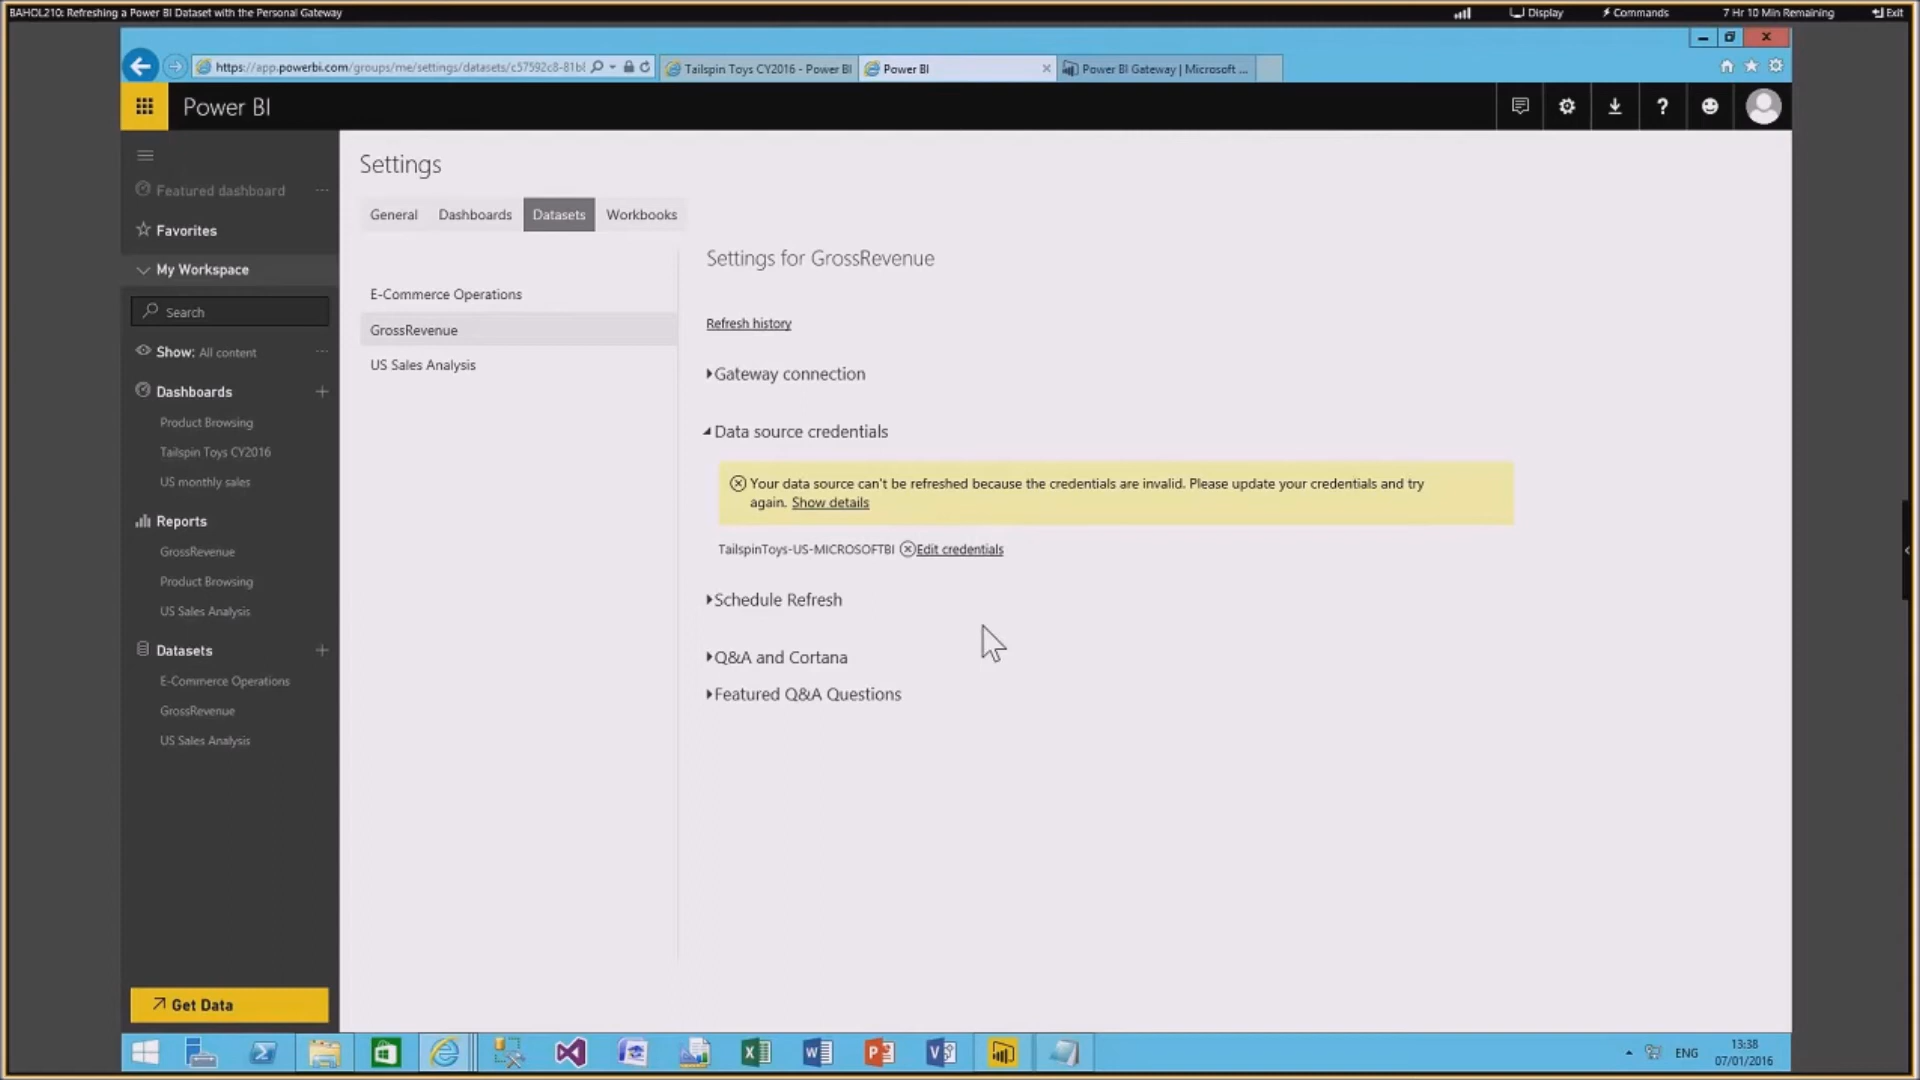 BAHOL210: Refreshing a Power BI Dataset with the Personal Gateway
Display
Commands
7 Hr 10 Min Remaining
Exit
https://app.powerbi.com/groups/me/settings/datasets/c57592c8-81b
Tailspin Toys CY2016 - Power BI
Power BI
Power BI Gateway | Microsoft ...
Power BI
Featured dashboard
Favorites
My Workspace
Search
Show: All content
Dashboards
Product Browsing
Tailspin Toys CY2016
US monthly sales
Reports
GrossRevenue
Product Browsing
US Sales Analysis
Datasets
E-Commerce Operations
GrossRevenue
US Sales Analysis
Get Data
Settings
General
Dashboards
Datasets
Workbooks
E-Commerce Operations
GrossRevenue
US Sales Analysis
Settings for GrossRevenue
Refresh history
Gateway connection
Data source credentials
Your data source can't be refreshed because the credentials are invalid. Please update your credentials and try
again. Show details
TailspinToys-US-MICROSOFTBI Edit credentials
Schedule Refresh
Q&A and Cortana
Featured Q&A Questions
ENG
13:38
07/01/2016